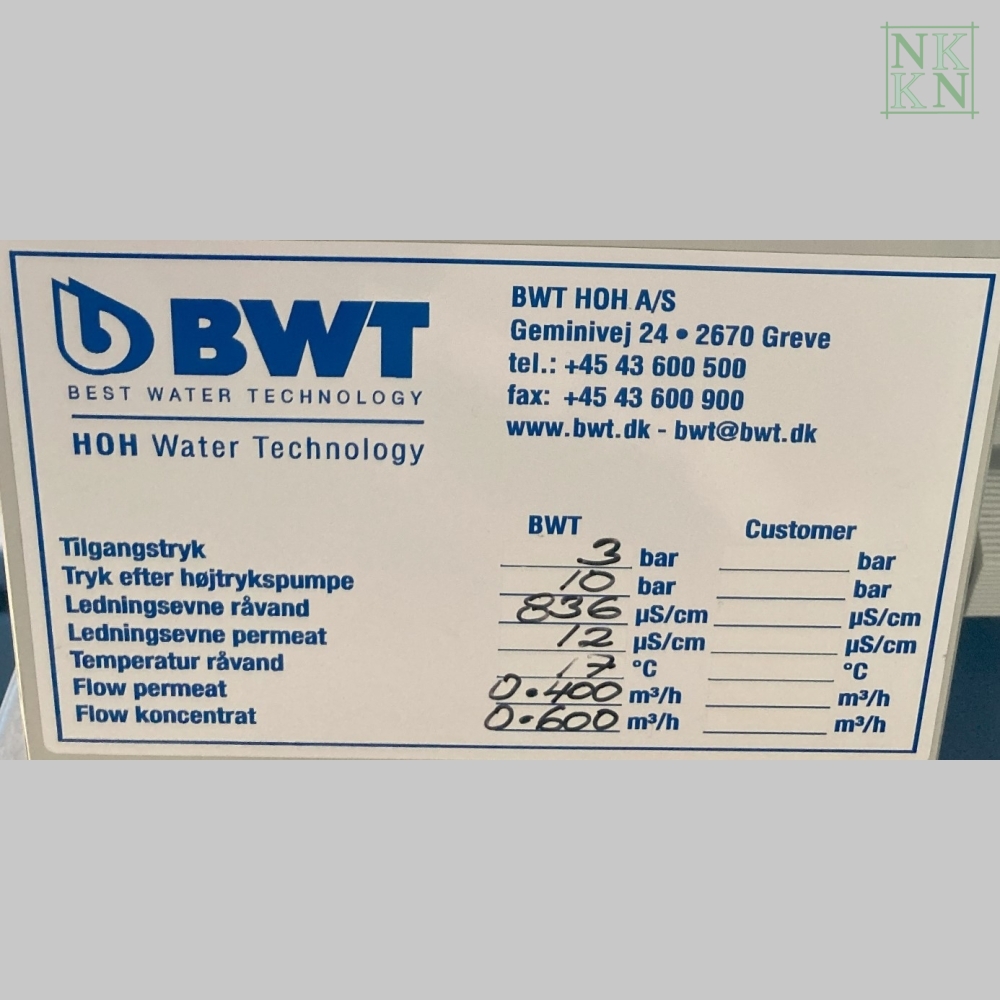 NK
KN
BWT
BEST WATER TECHNOLOGY
HOH Water Technology
BWT HOH A/S
Geminivej 24 • 2670 Greve
tel.: +45 43 600 500
fax: +45 43 600 900
www.bwt.dk - bwt@bwt.dk
BWT Customer
Tilgangstryk 3 bar bar
Tryk efter højtrykspumpe 10 bar bar
Ledningsevne råvand 836 µS/cm µS/cm
Ledningsevne permeat 12 µS/cm µS/cm
Temperatur råvand 17 °C °C
Flow permeat 0.400 m³/h m³/h
Flow koncentrat 0.600 m³/h m³/h